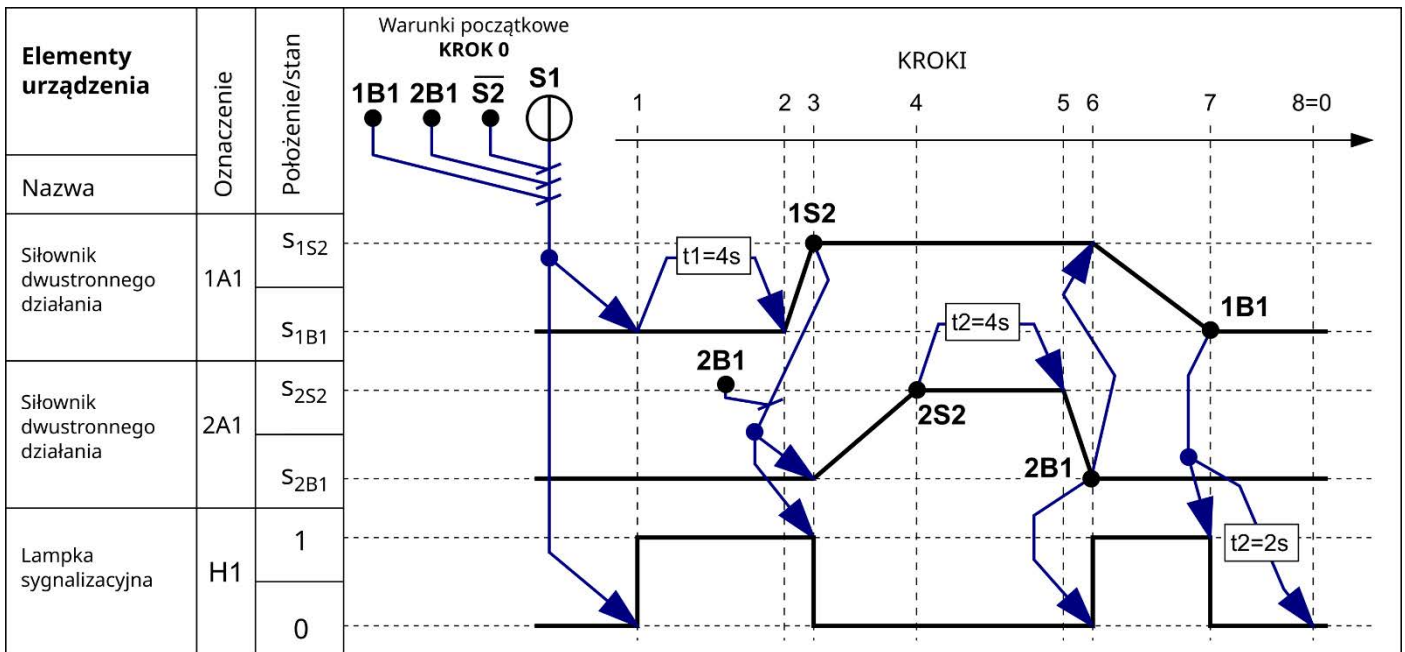 Elementy
urządzenia
Oznaczenie
Położenie/stan
Nazwa
Warunki początkowe
KROK 0
1B1 2B1 S2 S1
KROKI
1 2 3 4 5 6 7 8=0
Siłownik
dwustronnego
działania
1A1
S1S2
S1B1
1S2
t1=4s
1B1
Siłownik
dwustronnego
działania
2A1
S2S2
S2B1
2B1
t2=4s
2S2
2B1
Lampka
sygnalizacyjna
H1
1
0
t2=2s